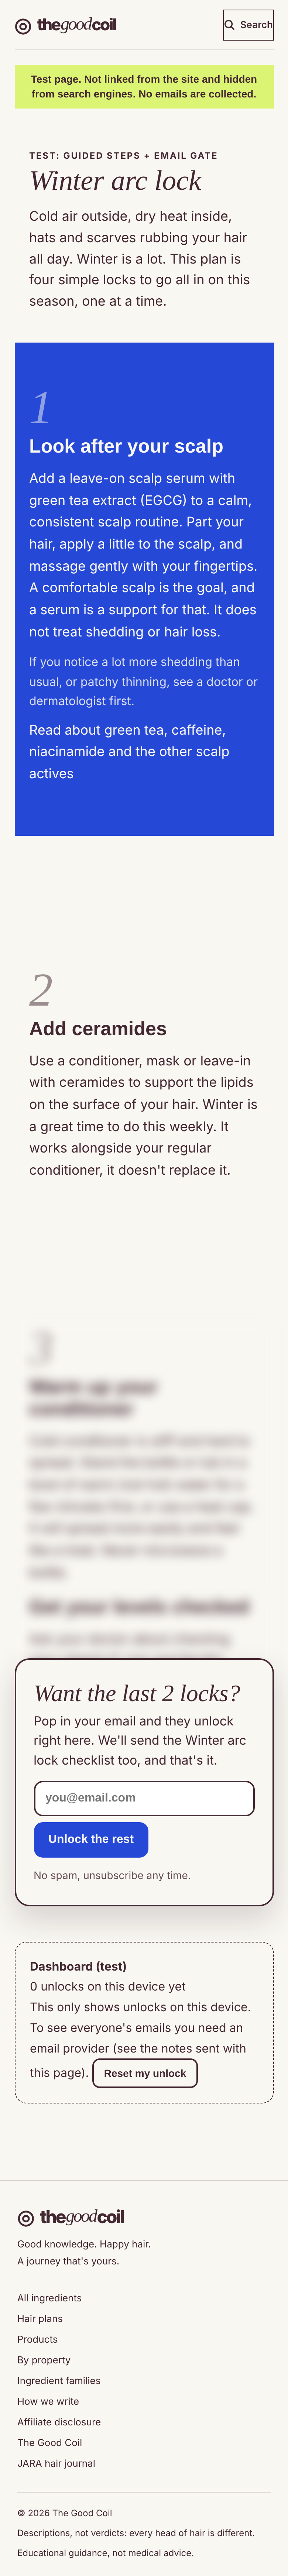 thegoodcoil
Search
Test page. Not linked from the site and hidden
from search engines. No emails are collected.
TEST: GUIDED STEPS + EMAIL GATE
Winter arc lock
Cold air outside, dry heat inside,
hats and scarves rubbing your hair
all day. Winter is a lot. This plan is
four simple locks to go all in on this
season, one at a time.
1
Look after your scalp
Add a leave-on scalp serum with
green tea extract (EGCG) to a calm,
consistent scalp routine. Part your
hair, apply a little to the scalp, and
massage gently with your fingertips.
A comfortable scalp is the goal, and
a serum is a support for that. It does
not treat shedding or hair loss.
If you notice a lot more shedding than
usual, or patchy thinning, see a doctor or
dermatologist first.
Read about green tea, caffeine,
niacinamide and the other scalp
actives
2
Add ceramides
Use a conditioner, mask or leave-in
with ceramides to support the lipids
on the surface of your hair. Winter is
a great time to do this weekly. It
works alongside your regular
conditioner, it doesn't replace it.
3
Warm up your
conditioner
Get your levels checked
Want the last 2 locks?
Pop in your email and they unlock
right here. We'll send the Winter arc
lock checklist too, and that's it.
you@email.com
Unlock the rest
No spam, unsubscribe any time.
Dashboard (test)
0 unlocks on this device yet
This only shows unlocks on this device.
To see everyone's emails you need an
email provider (see the notes sent with
this page). Reset my unlock
thegoodcoil
Good knowledge. Happy hair.
A journey that's yours.
All ingredients
Hair plans
Products
By property
Ingredient families
How we write
Affiliate disclosure
The Good Coil
JARA hair journal
© 2026 The Good Coil
Descriptions, not verdicts: every head of hair is different.
Educational guidance, not medical advice.